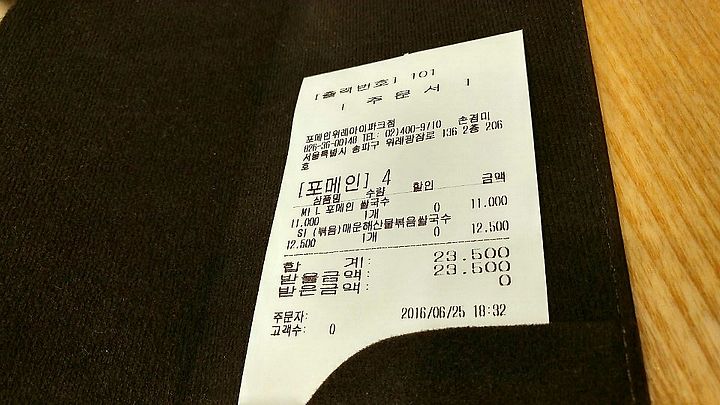 [출력번호] 101
[ 주 문 서 ]
포메인위례아이파크점 손경미
826-36-00140 TEL: 02)400-9710
서울특별시 송파구 위례광장로 136 2층 206
호
[포메인] 4
상품명 수량 할인 금액
MI L 포메인 쌀국수
11.000 1개 0 11.000
SI (볶음)매운해산물볶음쌀국수
12.500 1개 0 12.500
합 계: 23.500
받을금액: 23.500
받은금액: 0
주문자: 2016/06/25 18:32
고객수: 0